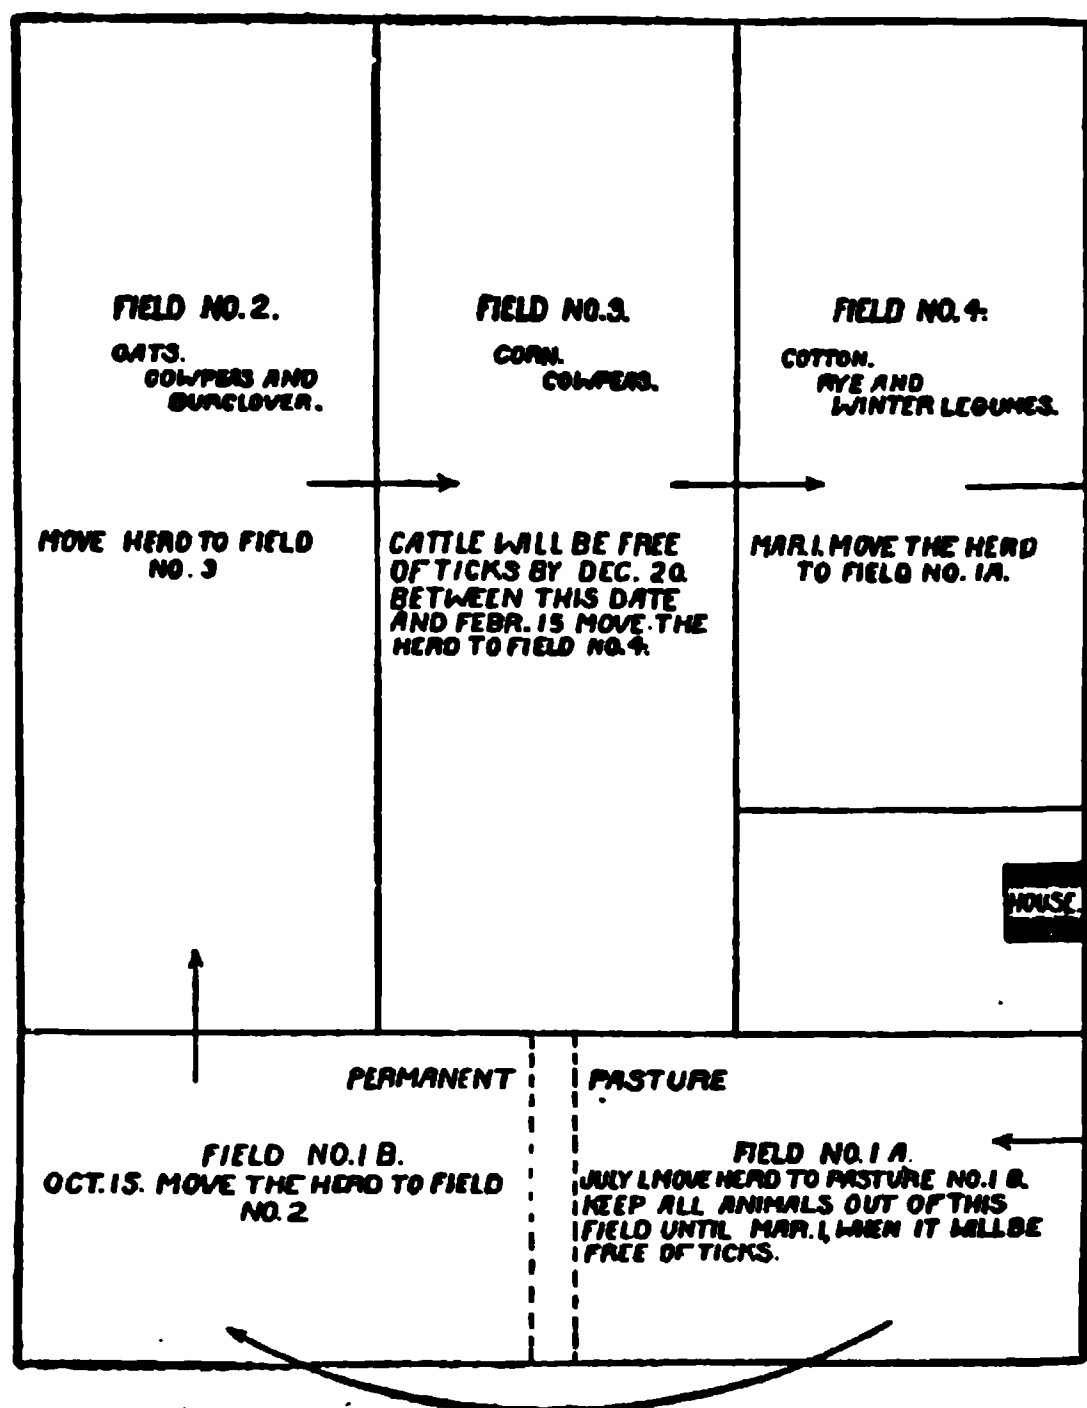 FIELD NO. 2.
OATS.
COWPEAS AND
BURCLOVER.
MOVE HERD TO FIELD
NO. 3
FIELD NO. 3.
CORN.
COWPEAS.
CATTLE WILL BE FREE
OF TICKS BY DEC. 20.
BETWEEN THIS DATE
AND FEBR. 15 MOVE THE
HERD TO FIELD NO. 4.
FIELD NO. 4.
COTTON.
RYE AND
WINTER LEGUMES.
MAR. 1. MOVE THE HERD
TO FIELD NO. 1A.
HOUSE.
PERMANENT PASTURE
FIELD NO. 1 B.
OCT. 15. MOVE THE HERD TO FIELD
NO. 2
FIELD NO. 1 A.
JULY 1. MOVE HERD TO PASTURE NO. 1 B.
KEEP ALL ANIMALS OUT OF THIS
FIELD UNTIL MAR. 1, WHEN IT WILL BE
FREE OF TICKS.